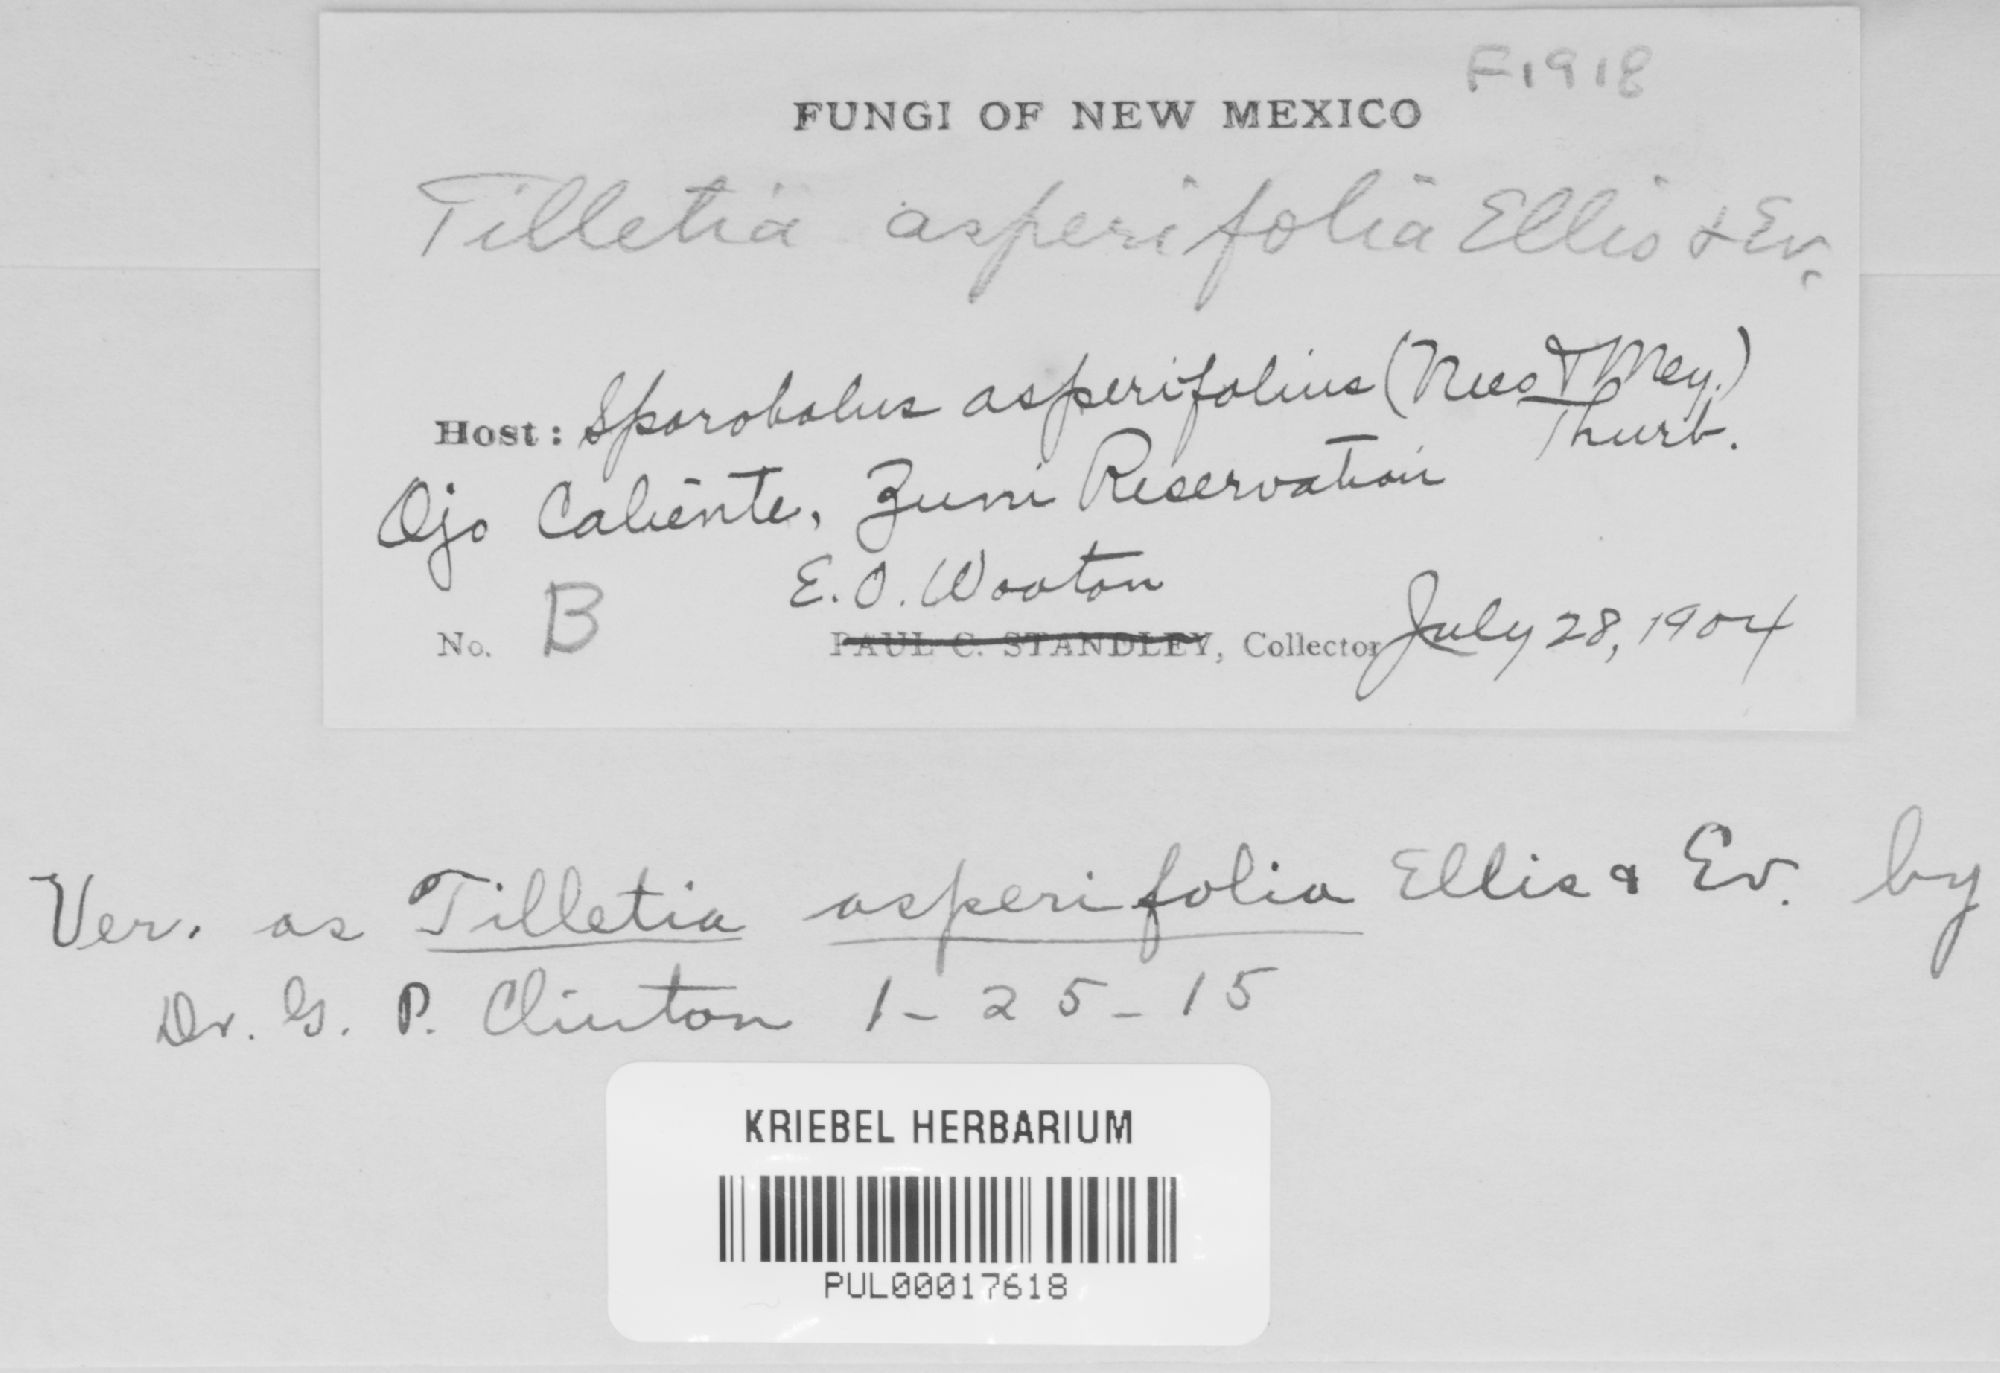 F1918
FUNGI OF NEW MEXICO
Tilletia asperifolia Ellis & Ev.
Host: Sporobolus asperifolius (Nees & Mey.)
Thurb.
Ojo Caliente, Zuni Reservation
E. O. Wooton
No. B PAUL C. STANDLEY, Collector July 28, 1904
Ver. as Tilletia asperifolia Ellis & Ev. by
Dr. G. P. Clinton 1-25-15
KRIEBEL HERBARIUM
PUL00017618